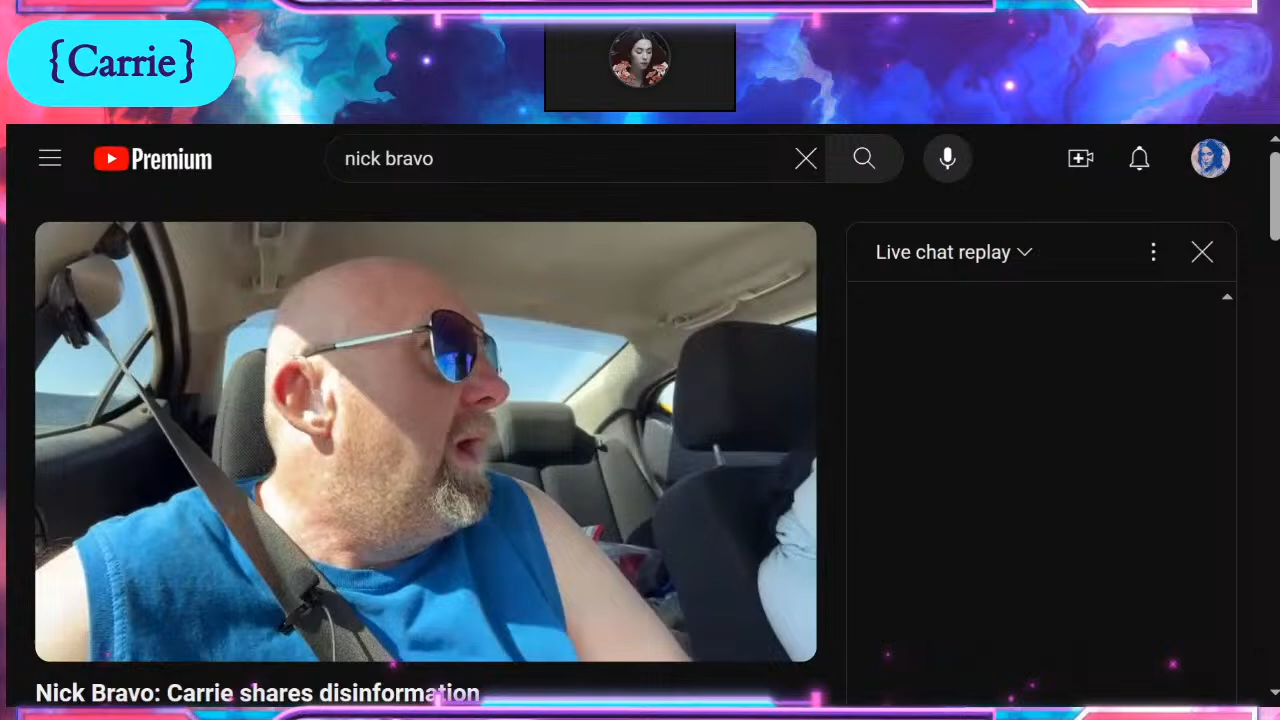 {Carrie}
Premium
nick bravo
Live chat replay
Nick Bravo: Carrie shares disinformation